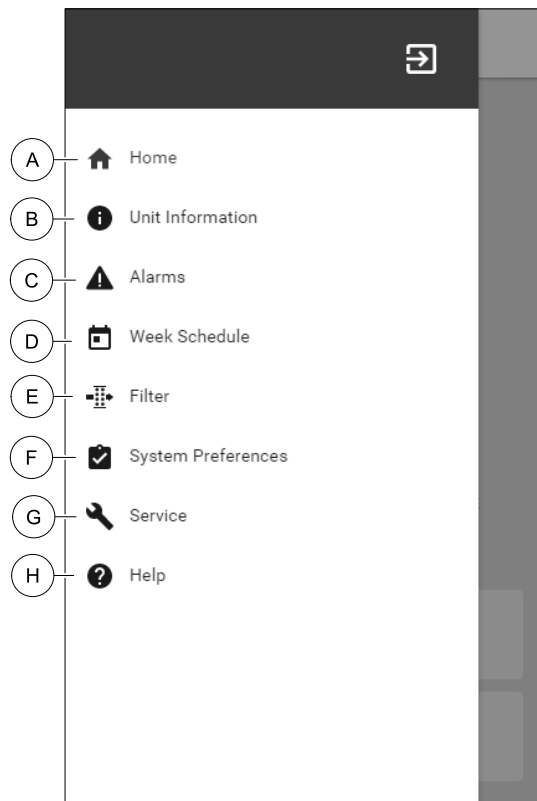 A Home
B Unit Information
C Alarms
D Week Schedule
E Filter
F System Preferences
G Service
H Help